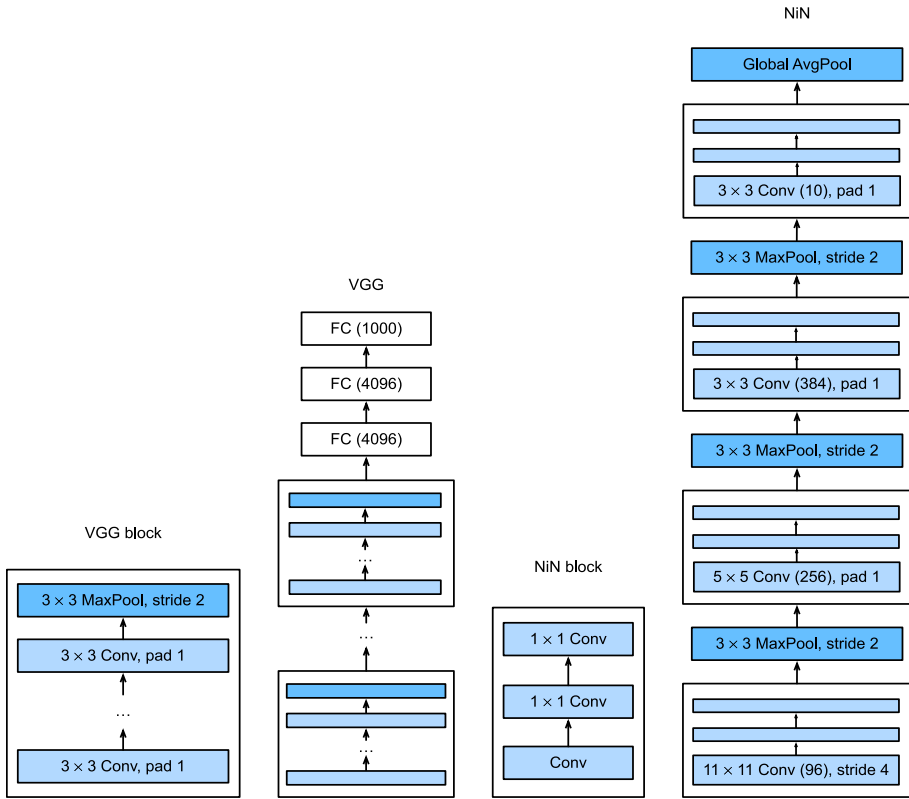 VGG block
3 × 3 MaxPool, stride 2
3 × 3 Conv, pad 1
...
3 × 3 Conv, pad 1
VGG
FC (1000)
FC (4096)
FC (4096)
...
...
...
NiN block
1 × 1 Conv
1 × 1 Conv
Conv
NiN
Global AvgPool
3 × 3 Conv (10), pad 1
3 × 3 MaxPool, stride 2
3 × 3 Conv (384), pad 1
3 × 3 MaxPool, stride 2
5 × 5 Conv (256), pad 1
3 × 3 MaxPool, stride 2
11 × 11 Conv (96), stride 4